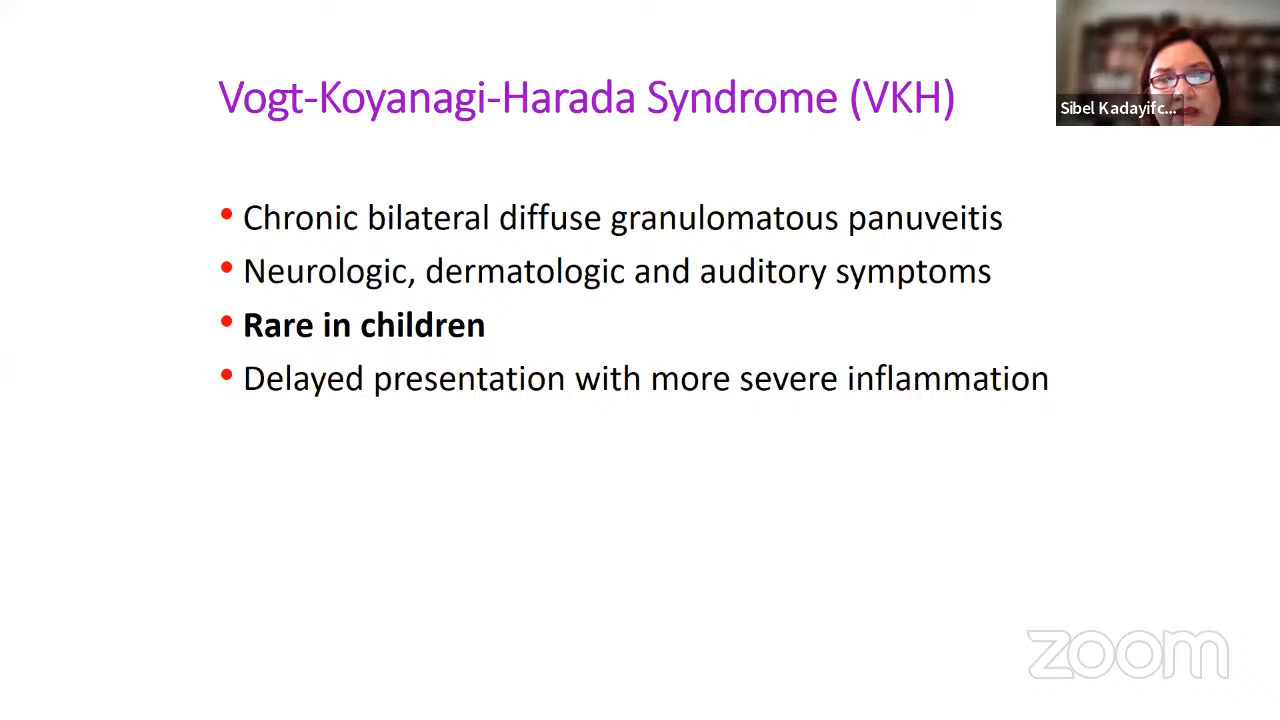 Vogt-Koyanagi-Harada Syndrome (VKH)
Sibel Kadayifc...
• Chronic bilateral diffuse granulomatous panuveitis
• Neurologic, dermatologic and auditory symptoms
• Rare in children
• Delayed presentation with more severe inflammation
zoom